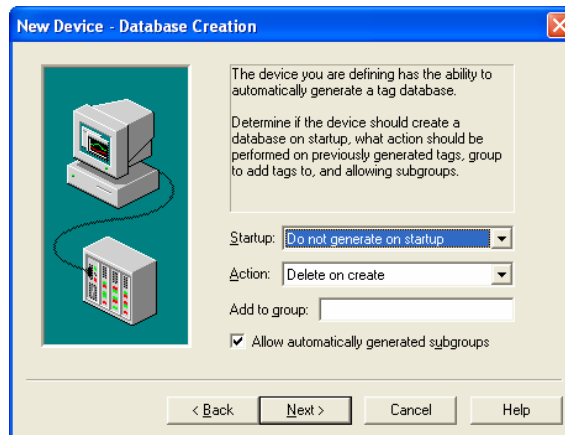 New Device - Database Creation
The device you are defining has the ability to
automatically generate a tag database.
Determine if the device should create a
database on startup, what action should be
performed on previously generated tags, group
to add tags to, and allowing subgroups.
Startup: Do not generate on startup
Action: Delete on create
Add to group:
Allow automatically generated subgroups
< Back Next > Cancel Help